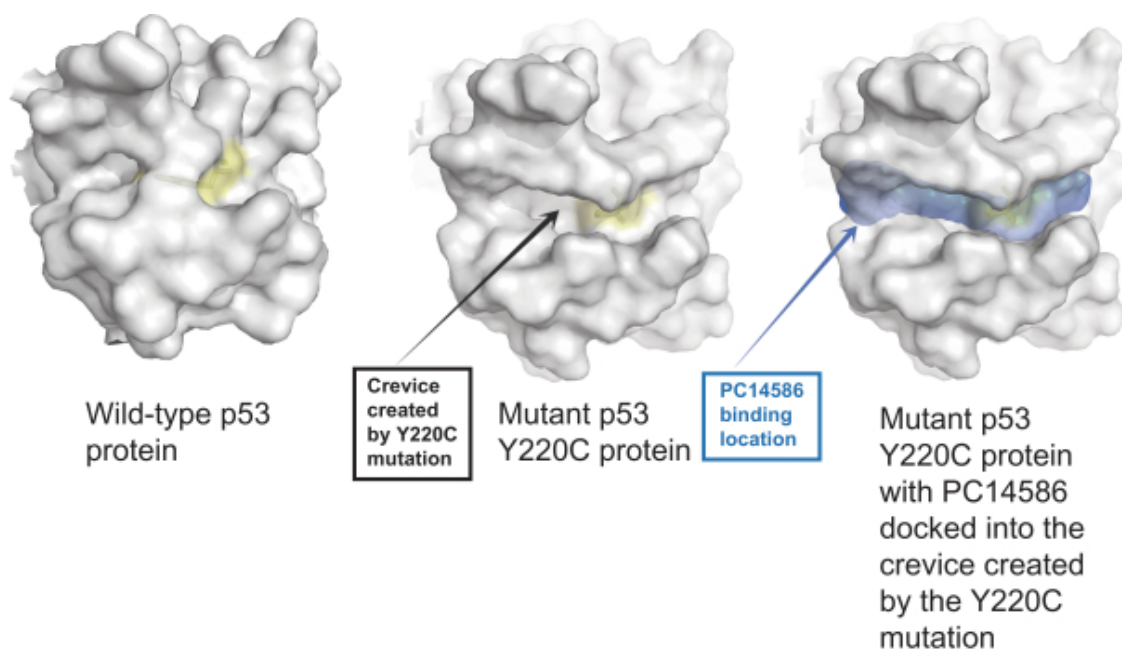 Wild-type p53
protein
Crevice
created
by Y220C
mutation
Mutant p53
Y220C protein
PC14586
binding
location
Mutant p53
Y220C protein
with PC14586
docked into the
crevice created
by the Y220C
mutation